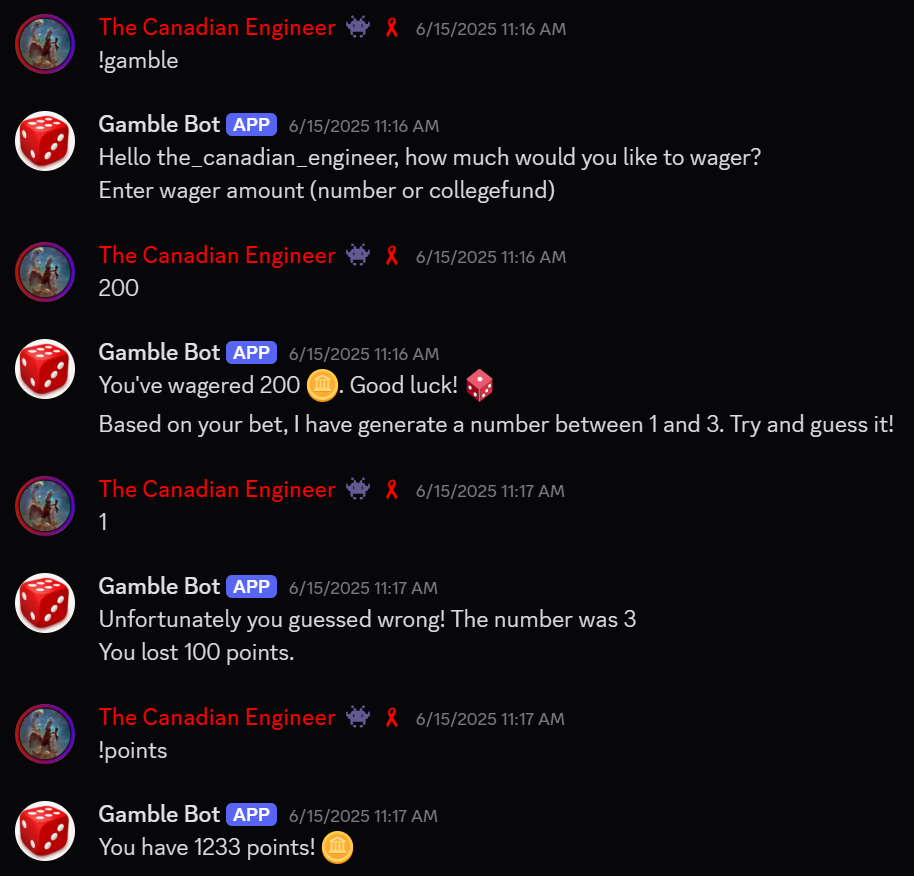 The Canadian Engineer 6/15/2025 11:16 AM
!gamble
Gamble Bot APP 6/15/2025 11:16 AM
Hello the_canadian_engineer, how much would you like to wager?
Enter wager amount (number or collegefund)
The Canadian Engineer 6/15/2025 11:16 AM
200
Gamble Bot APP 6/15/2025 11:16 AM
You've wagered 200 . Good luck!
Based on your bet, I have generate a number between 1 and 3. Try and guess it!
The Canadian Engineer 6/15/2025 11:17 AM
1
Gamble Bot APP 6/15/2025 11:17 AM
Unfortunately you guessed wrong! The number was 3
You lost 100 points.
The Canadian Engineer 6/15/2025 11:17 AM
!points
Gamble Bot APP 6/15/2025 11:17 AM
You have 1233 points!